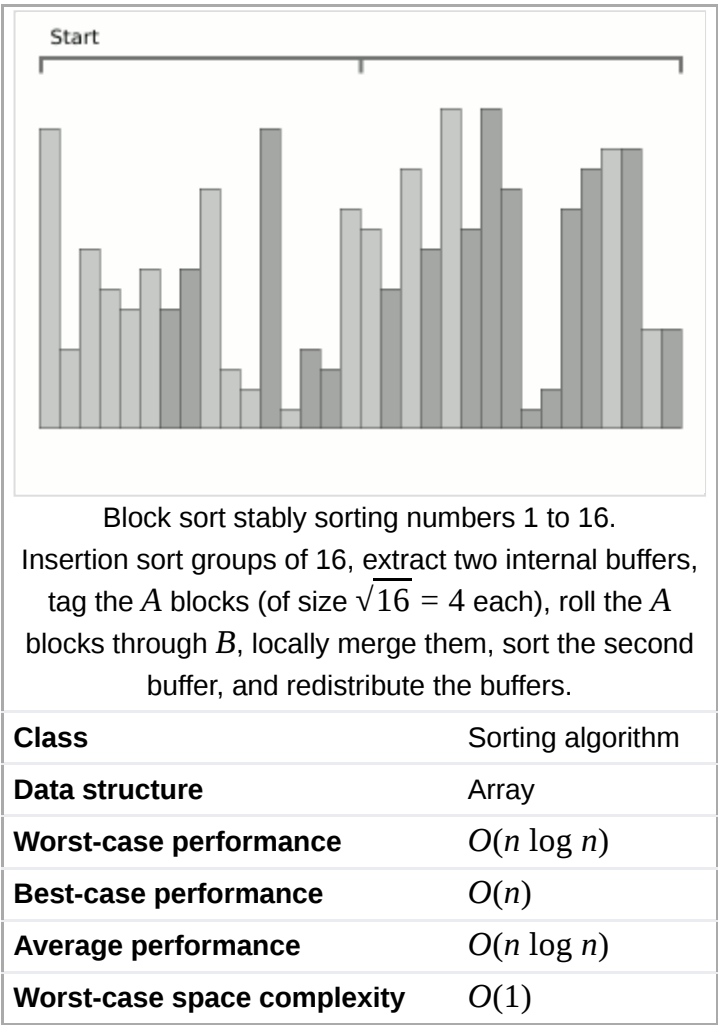 Start
Block sort stably sorting numbers 1 to 16.
Insertion sort groups of 16, extract two internal buffers,
tag the A blocks (of size √16 = 4 each), roll the A
blocks through B, locally merge them, sort the second
buffer, and redistribute the buffers.
Class Sorting algorithm
Data structure Array
Worst-case performance O(n log n)
Best-case performance O(n)
Average performance O(n log n)
Worst-case space complexity O(1)